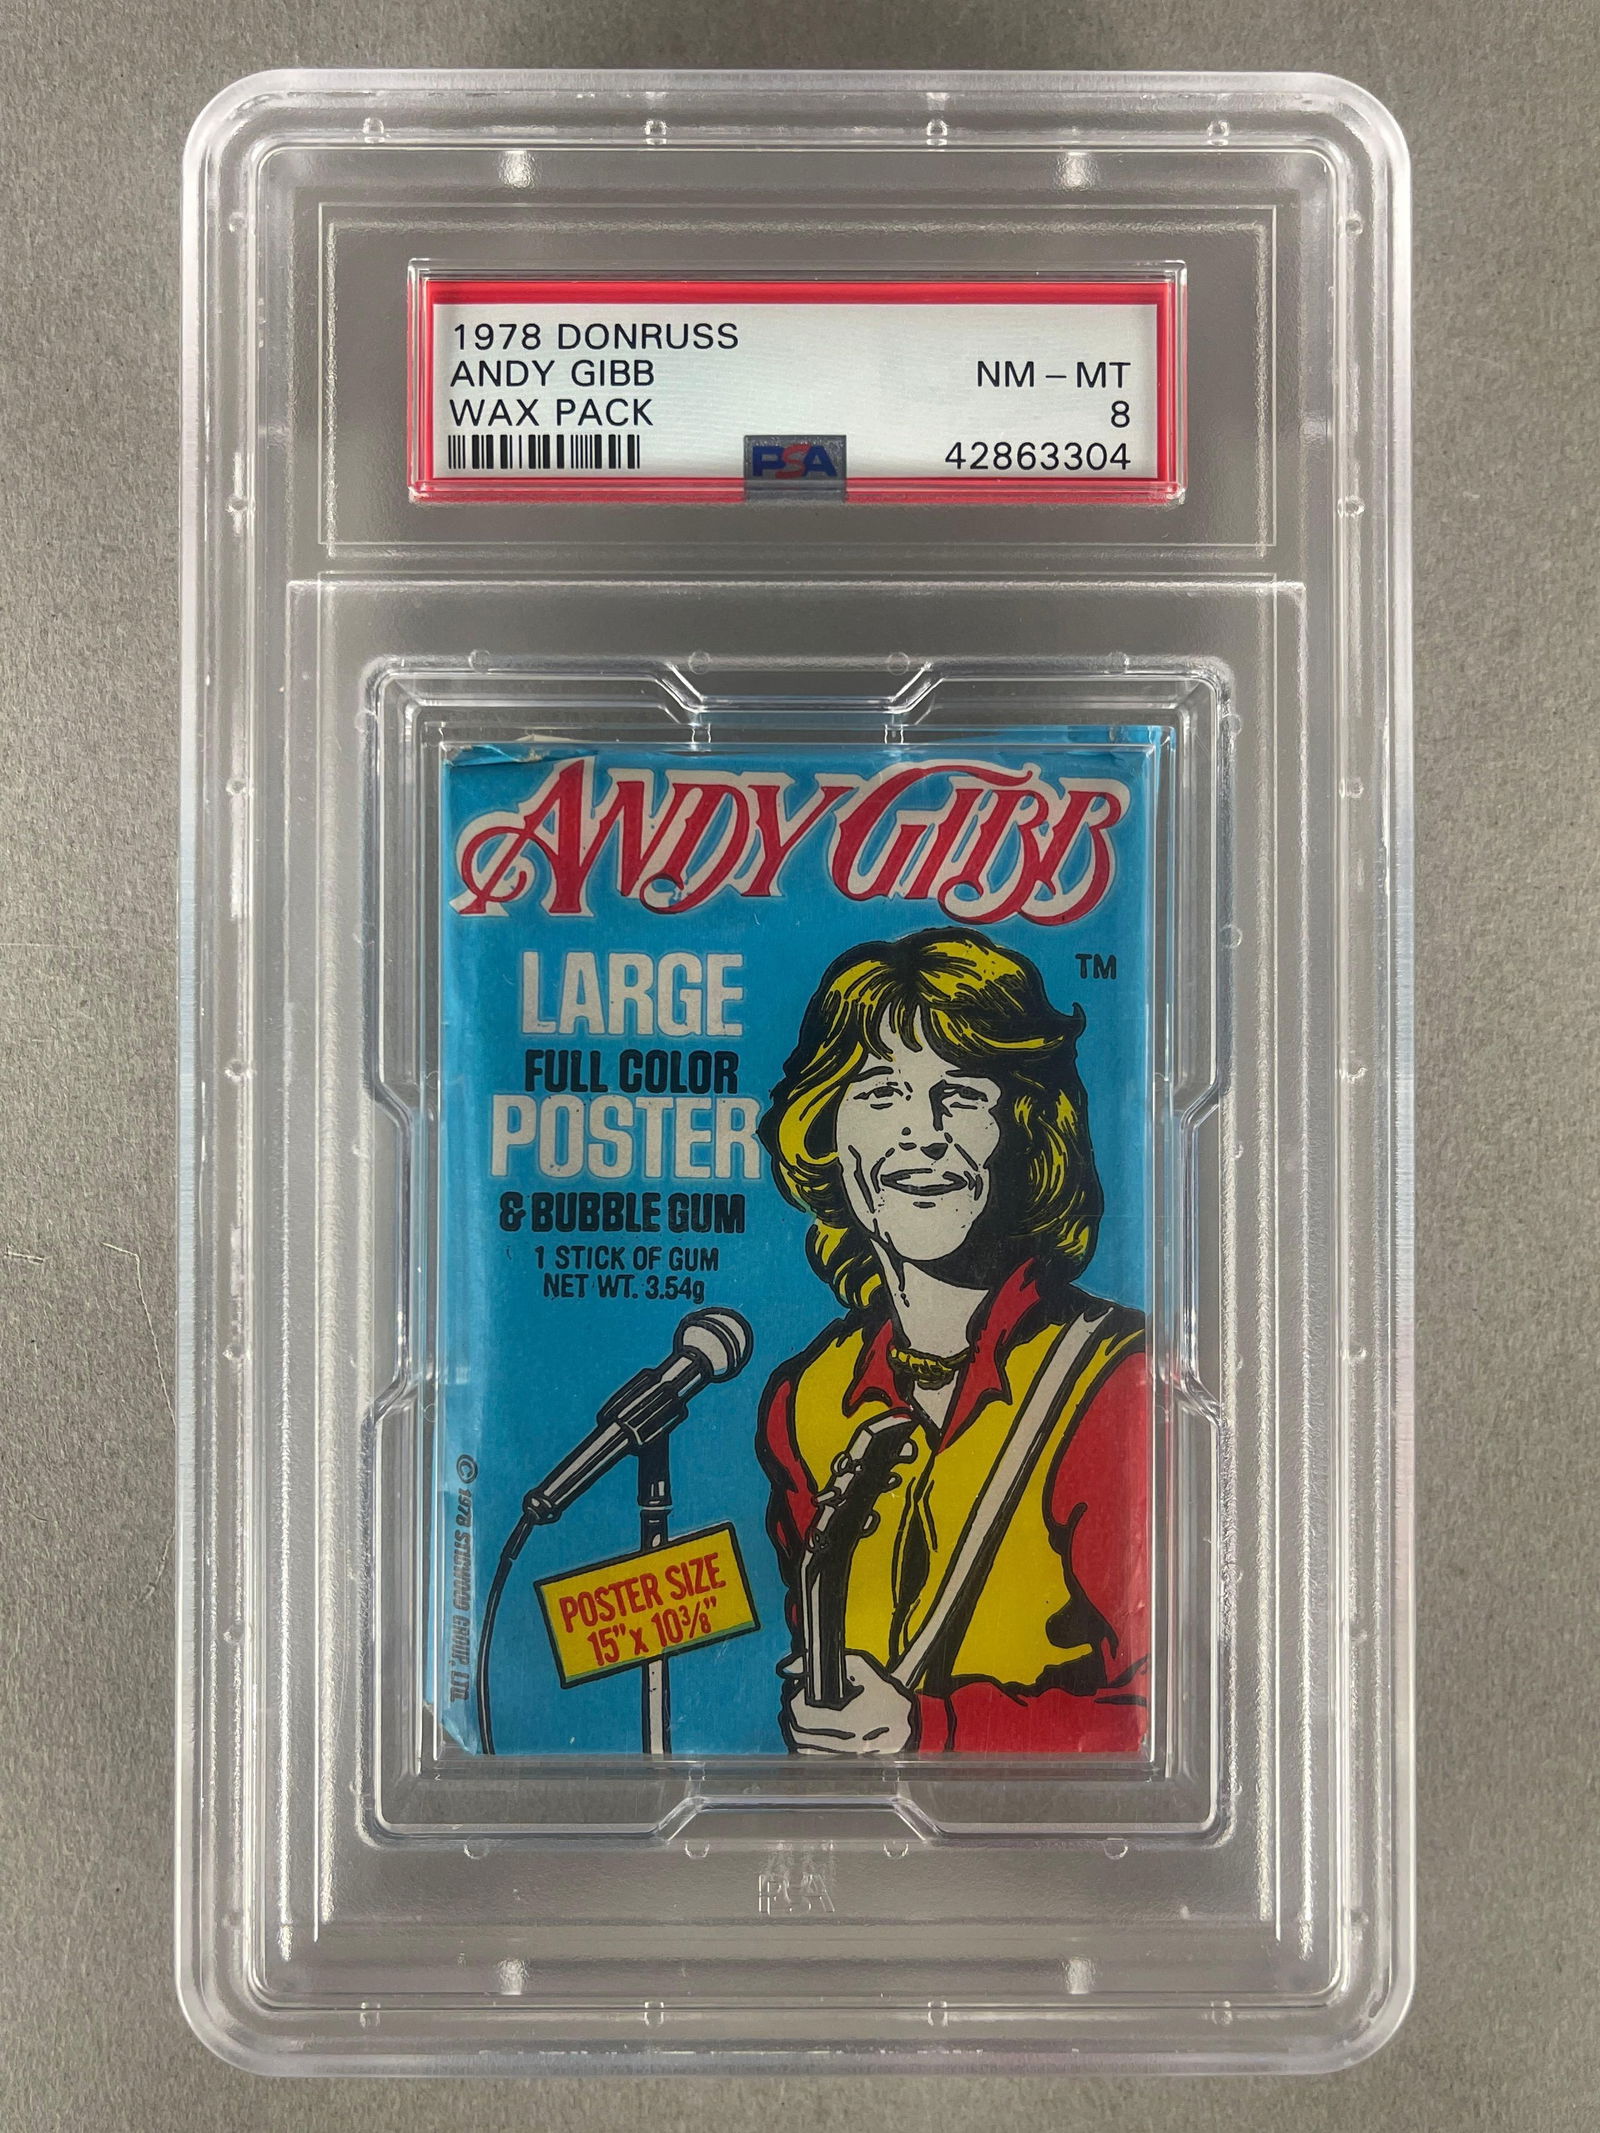 1978 DONRUSS
ANDY GIBB
WAX PACK
NM - MT
8
42863304
PSA
ANDY GIBB
TM
LARGE
FULL COLOR
POSTER
& BUBBLE GUM
1 STICK OF GUM
NET WT. 3.54g
POSTER SIZE
15" x 10⅜"
© 1978 STIGWOOD GROUP, LTD.
PSA